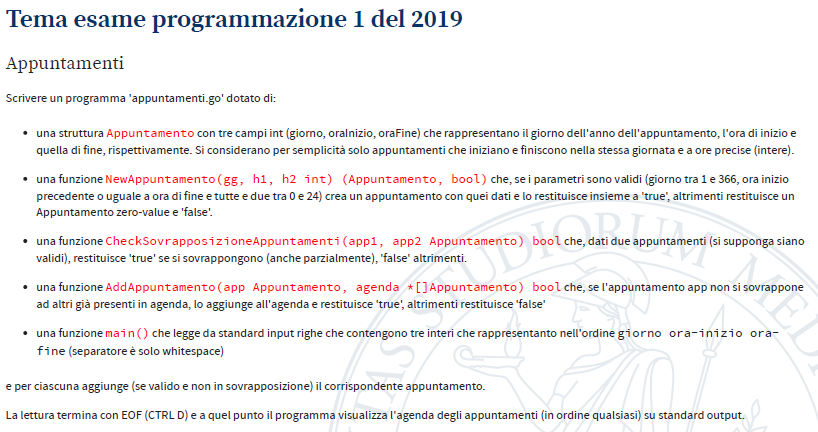 Tema esame programmazione 1 del 2019
Appuntamenti
Scrivere un programma 'appuntamenti.go' dotato di:
• una struttura Appuntamento con tre campi int (giorno, oraInizio, oraFine) che rappresentano il giorno dell'anno dell'appuntamento, l'ora di inizio e
quella di fine, rispettivamente. Si considerano per semplicità solo appuntamenti che iniziano e finiscono nella stessa giornata e a ore precise (intere).
• una funzione NewAppuntamento(gg, h1, h2 int) (Appuntamento, bool) che, se i parametri sono validi (giorno tra 1 e 366, ora inizio
precedente o uguale a ora di fine e tutte e due tra 0 e 24) crea un appuntamento con quei dati e lo restituisce insieme a 'true', altrimenti restituisce un
Appuntamento zero-value e 'false'.
• una funzione CheckSovrapposizioneAppuntamenti(app1, app2 Appuntamento) bool che, dati due appuntamenti (si supponga siano
validi), restituisce 'true' se si sovrappongono (anche parzialmente), 'false' altrimenti.
• una funzione AddAppuntamento(app Appuntamento, agenda *[]Appuntamento) bool che, se l'appuntamento app non si sovrappone
ad altri già presenti in agenda, lo aggiunge all'agenda e restituisce 'true', altrimenti restituisce 'false'
• una funzione main() che legge da standard input righe che contengono tre interi che rappresentanto nell'ordine giorno ora-inizio ora-
fine (separatore è solo whitespace)
e per ciascuna aggiunge (se valido e non in sovrapposizione) il corrispondente appuntamento.
La lettura termina con EOF (CTRL D) e a quel punto il programma visualizza l'agenda degli appuntamenti (in ordine qualsiasi) su standard output.
STUDIORUM MEDI